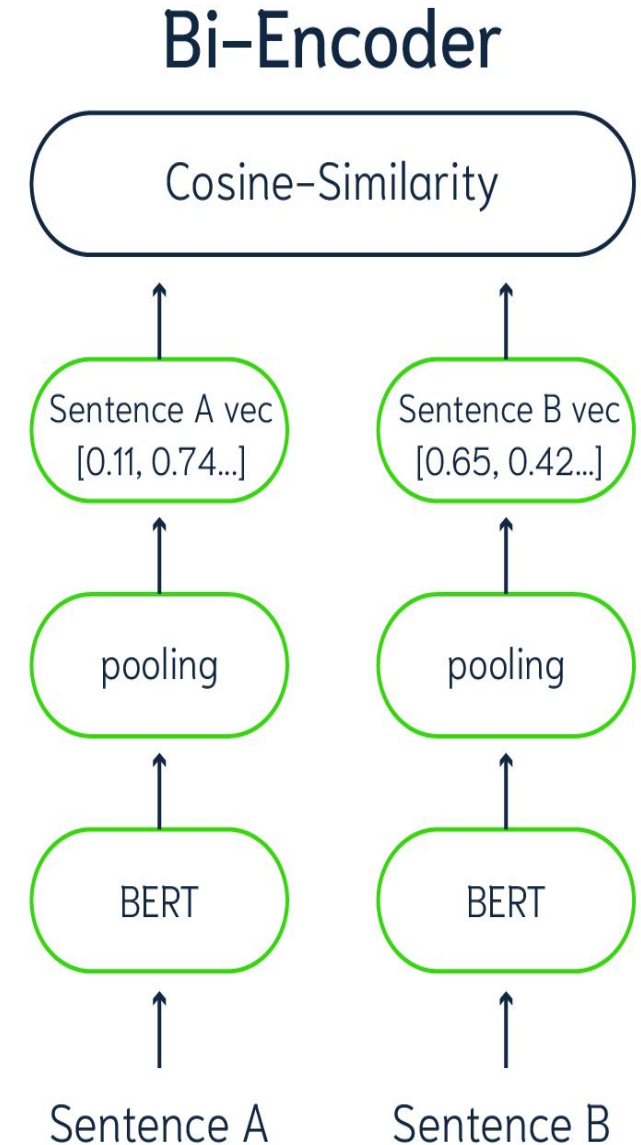 Bi-Encoder
Cosine-Similarity
Sentence A vec
[0.11, 0.74...]
Sentence B vec
[0.65, 0.42...]
pooling
pooling
BERT
BERT
Sentence A
Sentence B